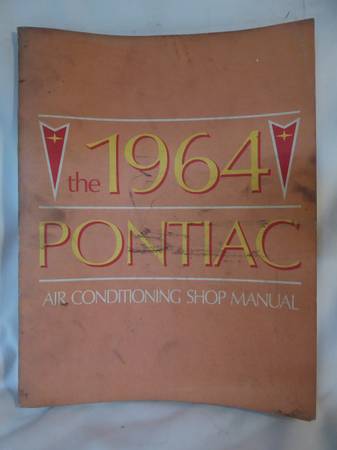 the 1964
PONTIAC
AIR CONDITIONING SHOP MANUAL